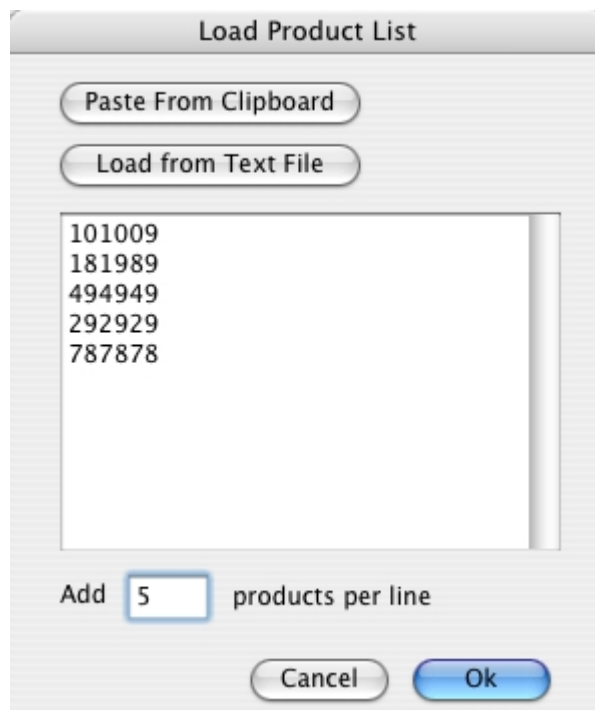 Load Product List
Paste From Clipboard
Load from Text File
101009
181989
494949
292929
787878
Add 5 products per line
Cancel Ok